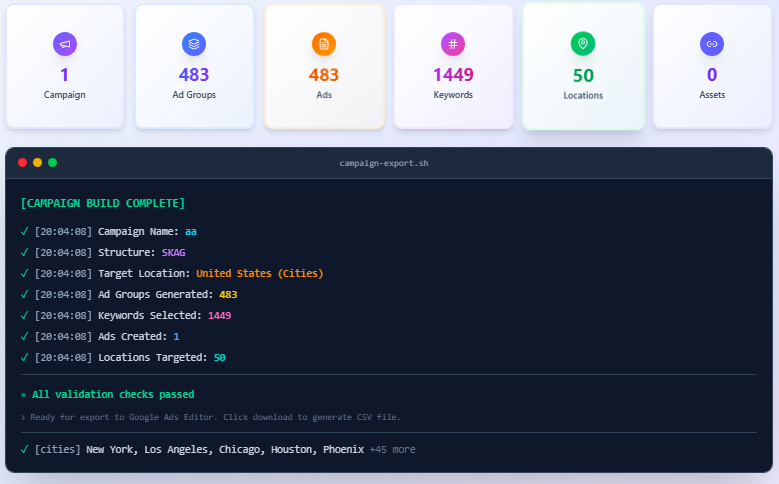 1
Campaign
483
Ad Groups
483
Ads
1449
Keywords
50
Locations
0
Assets
campaign-export.sh
[CAMPAIGN BUILD COMPLETE]
✓ [20:04:08] Campaign Name: aa
✓ [20:04:08] Structure: SKAG
✓ [20:04:08] Target Location: United States (Cities)
✓ [20:04:08] Ad Groups Generated: 483
✓ [20:04:08] Keywords Selected: 1449
✓ [20:04:08] Ads Created: 1
✓ [20:04:08] Locations Targeted: 50
» All validation checks passed
> Ready for export to Google Ads Editor. Click download to generate CSV file.
✓ [cities] New York, Los Angeles, Chicago, Houston, Phoenix +45 more